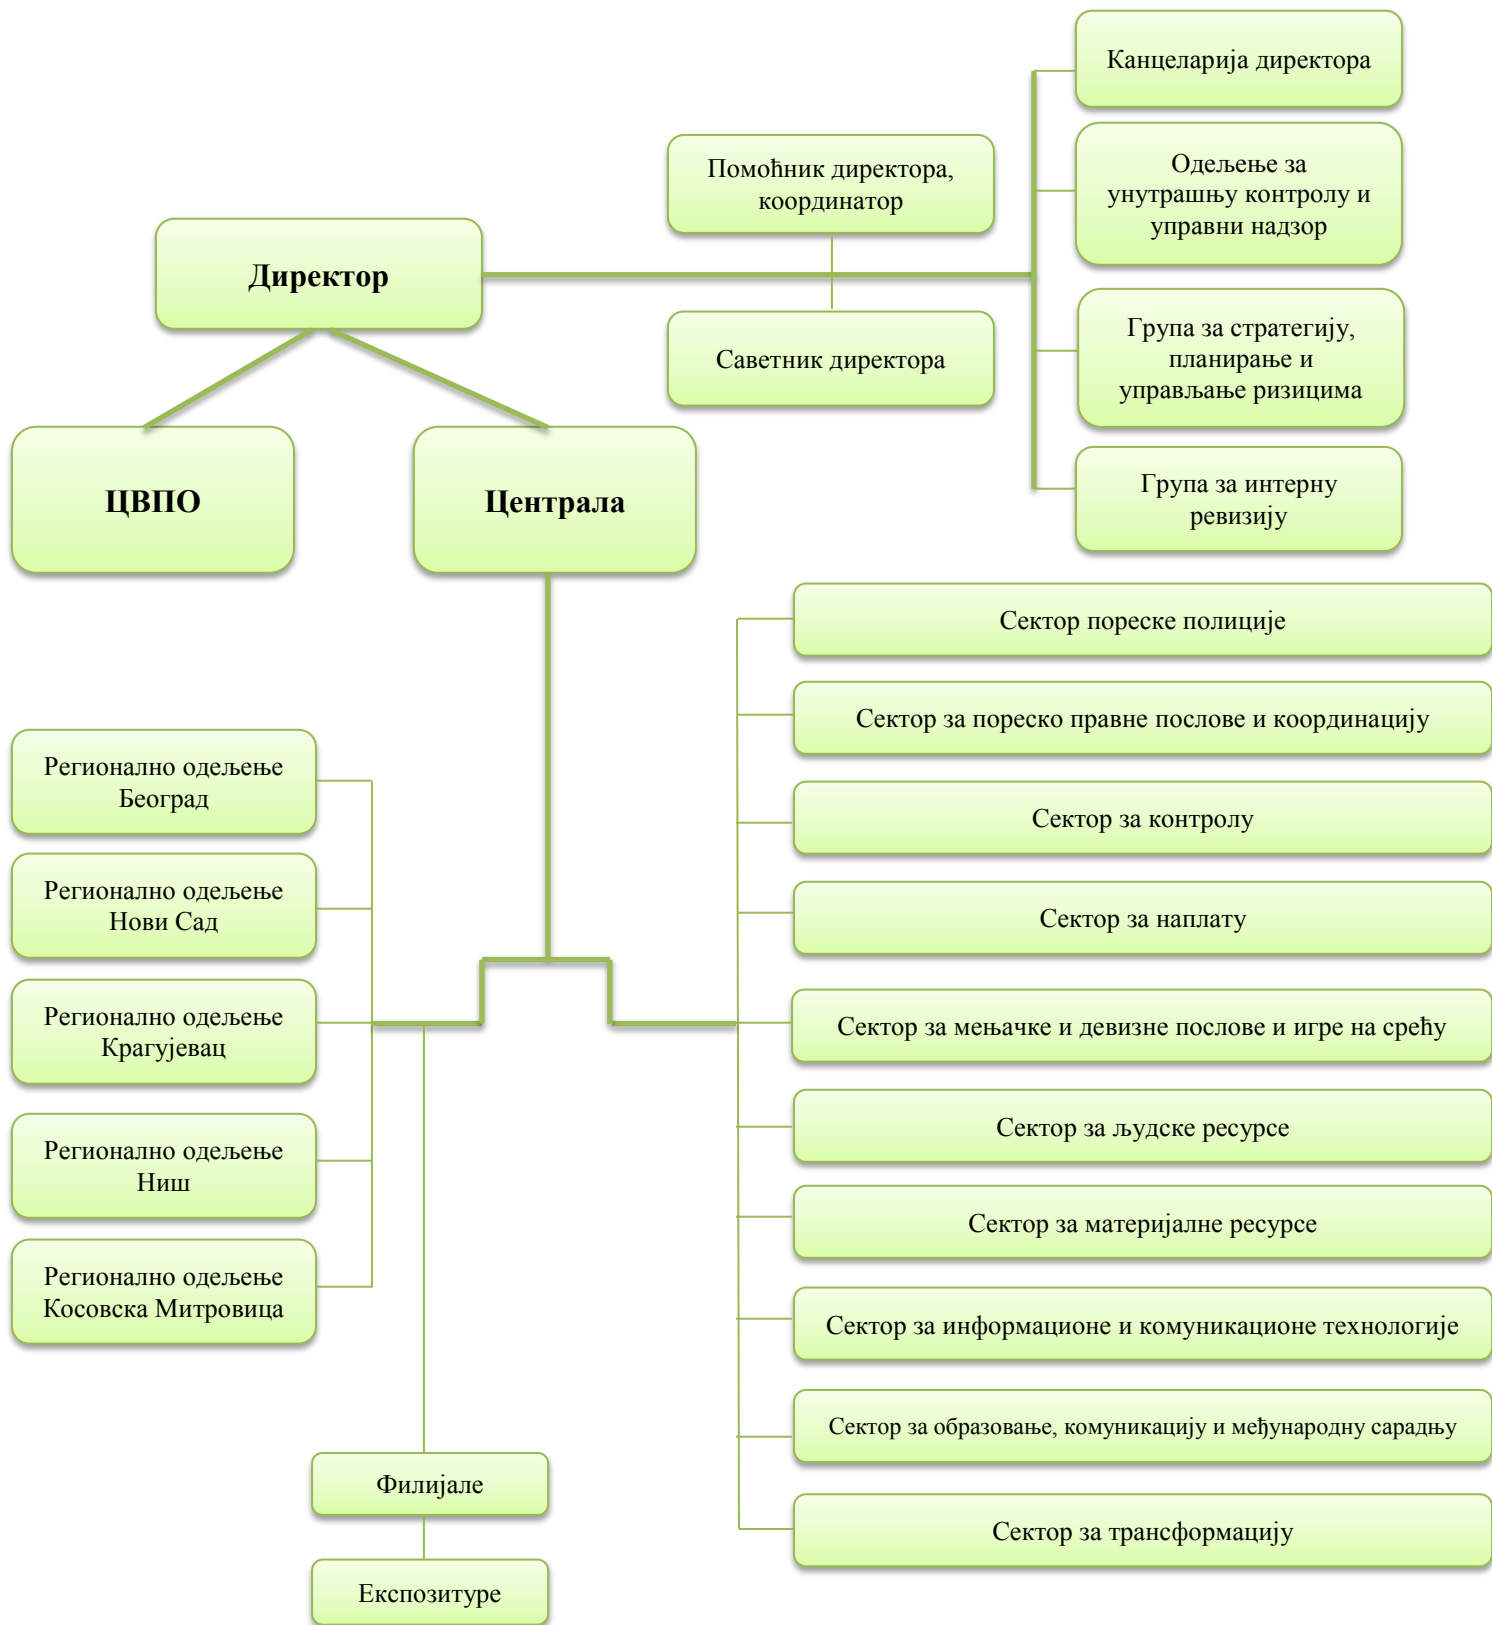 Канцеларија директора
Помоћник директора,
координатор
Одељење за
унутрашњу контролу и
управни надзор
Директор
Саветник директора
Група за стратегију,
планирање и
управљање ризицима
ЦВПО
Централа
Група за интерну
ревизију
Сектор пореске полиције
Сектор за пореско правне послове и координацију
Сектор за контролу
Сектор за наплату
Сектор за мењачке и девизне послове и игре на срећу
Сектор за људске ресурсе
Сектор за материјалне ресурсе
Сектор за информационе и комуникационе технологије
Сектор за образовање, комуникацију и међународну сарадњу
Сектор за трансформацију
Регионално одељење
Београд
Регионално одељење
Нови Сад
Регионално одељење
Крагујевац
Регионално одељење
Ниш
Регионално одељење
Косовска Митровица
Филијале
Експозитуре